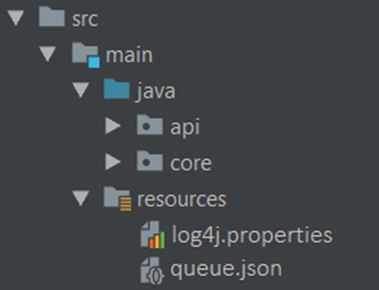 src
main
java
api
core
resources
log4j.properties
queue.json